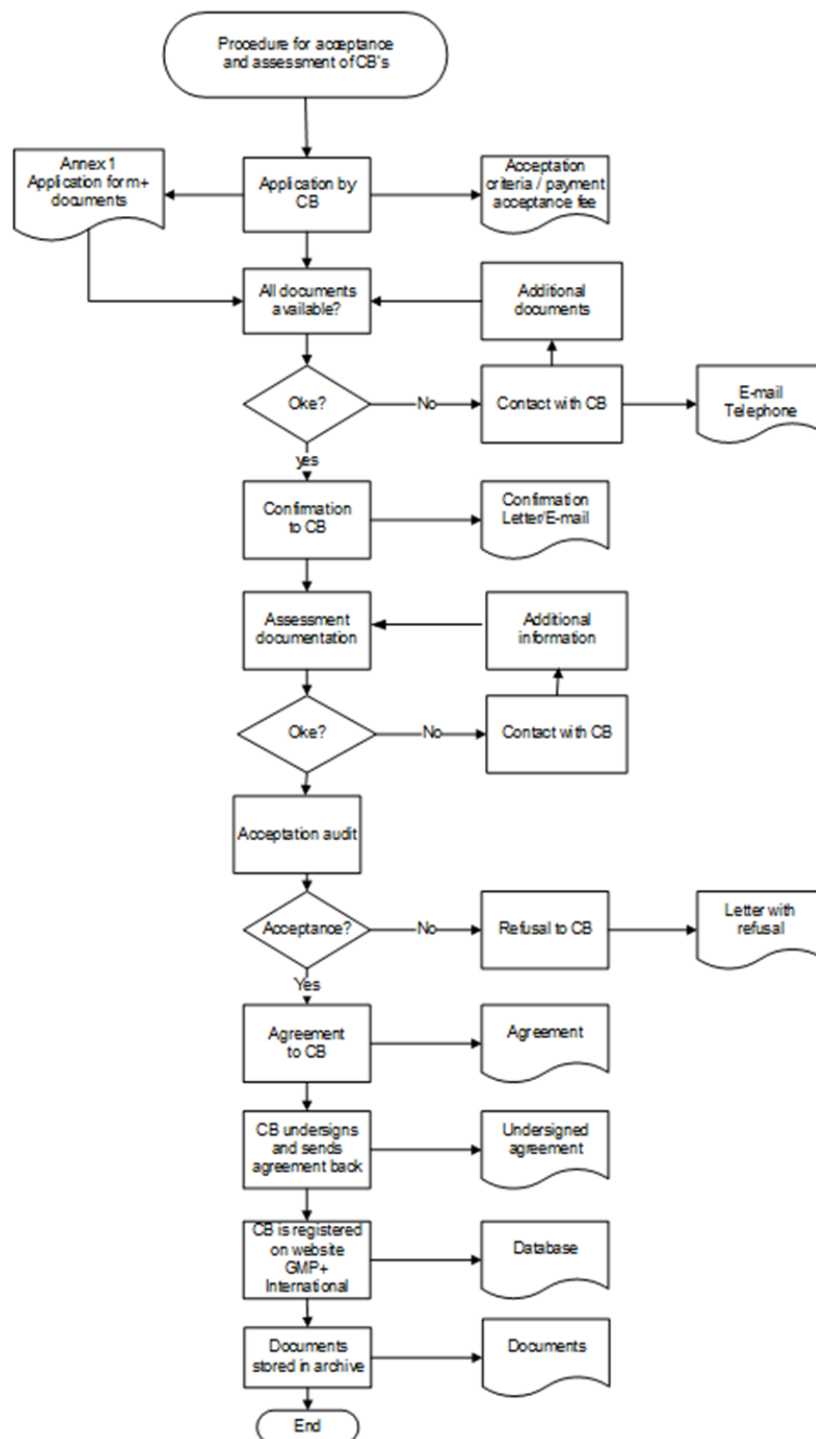 Procedure for acceptance
and assessment of CB's
Annex 1
Application form+
documents
Application by
CB
Acceptation
criteria / payment
acceptance fee
All documents
available?
Additional
documents
Oke?
No
Contact with CB
E-mail
Telephone
yes
Confirmation
to CB
Confirmation
Letter/E-mail
Assessment
documentation
Additional
information
Oke?
No
Contact with CB
Acceptation audit
Acceptance?
No
Refusal to CB
Letter with
refusal
Yes
Agreement
to CB
Agreement
CB undersigns
and sends
agreement back
Undersigned
agreement
CB is registered
on website
GMP+
International
Database
Documents
stored in archive
Documents
End